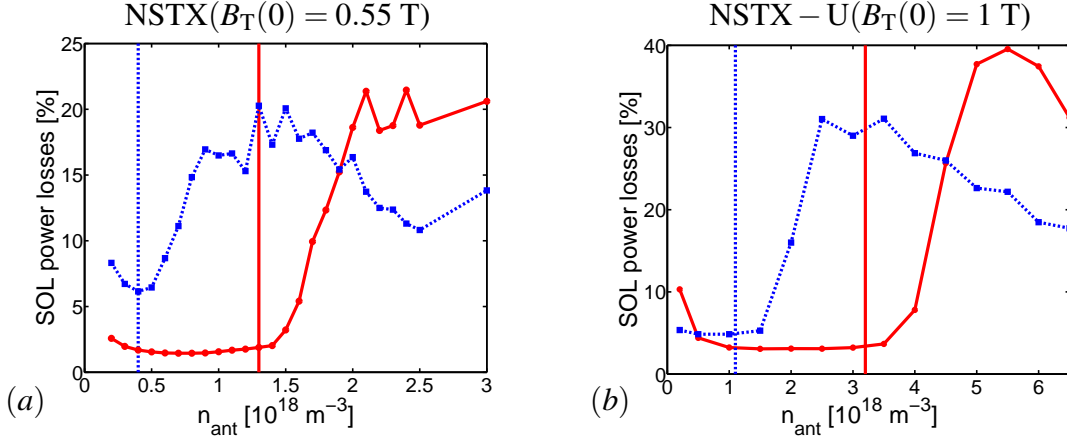 NSTX(B_T(0) = 0.55 T)
25
20
15
10
5
0
SOL power losses [%]
0 0.5 1 1.5 2 2.5 3
n_ant [10^18 m^−3]
(a)
NSTX − U(B_T(0) = 1 T)
40
30
20
10
0
SOL power losses [%]
0 1 2 3 4 5 6
n_ant [10^18 m^−3]
(b)